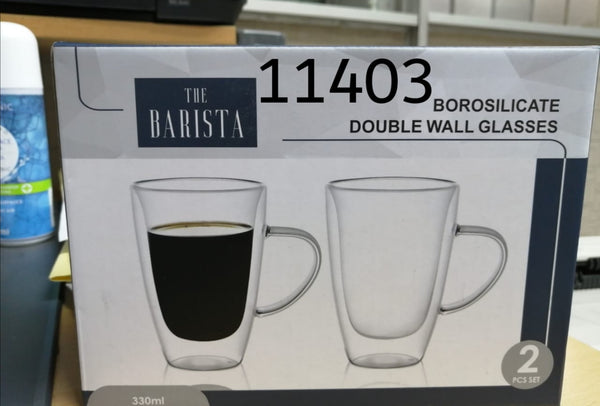 11403
THE
BARISTA
BOROSILICATE
DOUBLE WALL GLASSES
2
PCS SET
330ml